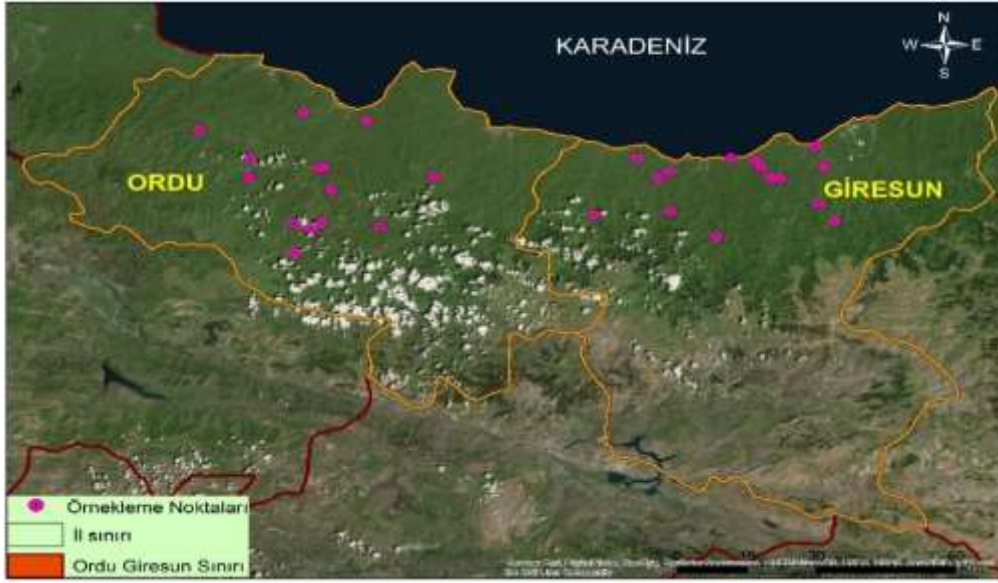 KARADENİZ
N
W E
S
ORDU
GİRESUN
Örnekleme Noktaları
İl sınırı
Ordu Giresun Sınırı